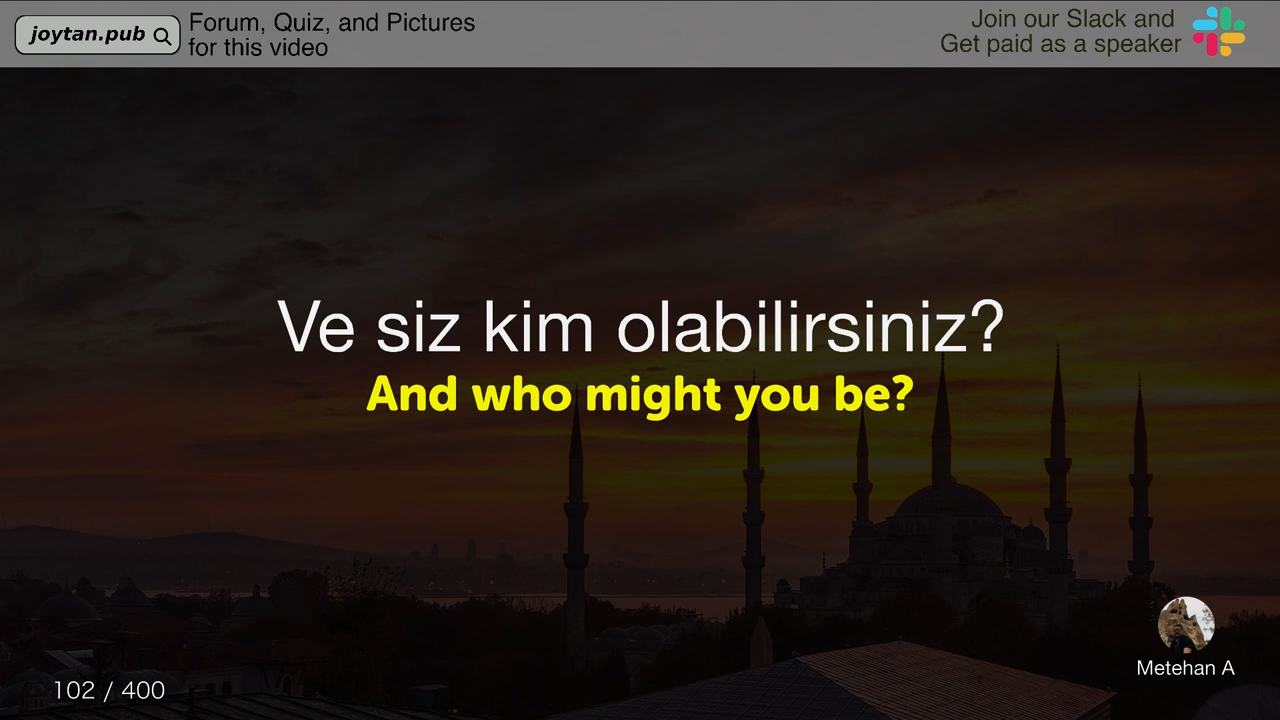 joytan.pub
Forum, Quiz, and Pictures
for this video
Join our Slack and
Get paid as a speaker
Ve siz kim olabilirsiniz?
And who might you be?
Metehan A
102 / 400